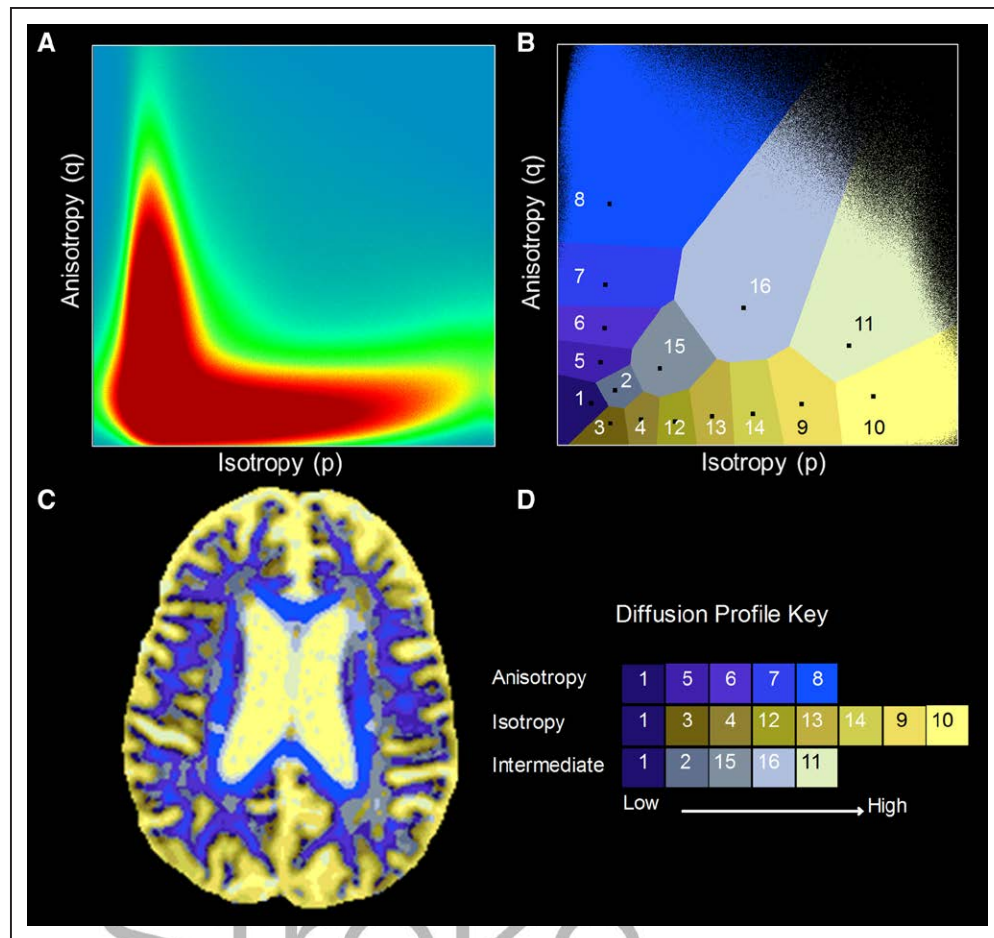 A
Anisotropy (q)
Isotropy (p)
B
Anisotropy (q)
8
7
6
5
1
2
15
16
11
3 4 12 13 14 9 10
Isotropy (p)
C
D
Diffusion Profile Key
Anisotropy 1 5 6 7 8
Isotropy 1 3 4 12 13 14 9 10
Intermediate 1 2 15 16 11
Low High